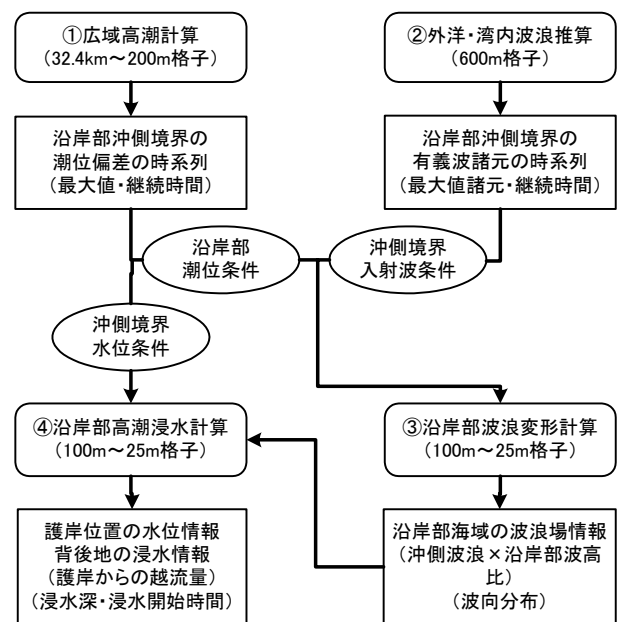 ①広域高潮計算
(32.4km～200m格子)
②外洋・湾内波浪推算
(600m格子)
沿岸部沖側境界の
潮位偏差の時系列
(最大値・継続時間)
沿岸部沖側境界の
有義波諸元の時系列
(最大値諸元・継続時間)
沿岸部
潮位条件
沖側境界
入射波条件
沖側境界
水位条件
④沿岸部高潮浸水計算
(100m～25m格子)
③沿岸部波浪変形計算
(100m～25m格子)
護岸位置の水位情報
背後地の浸水情報
(護岸からの越流量)
(浸水深・浸水開始時間)
沿岸部海域の波浪場情報
(沖側波浪×沿岸部波高
比)
(波向分布)